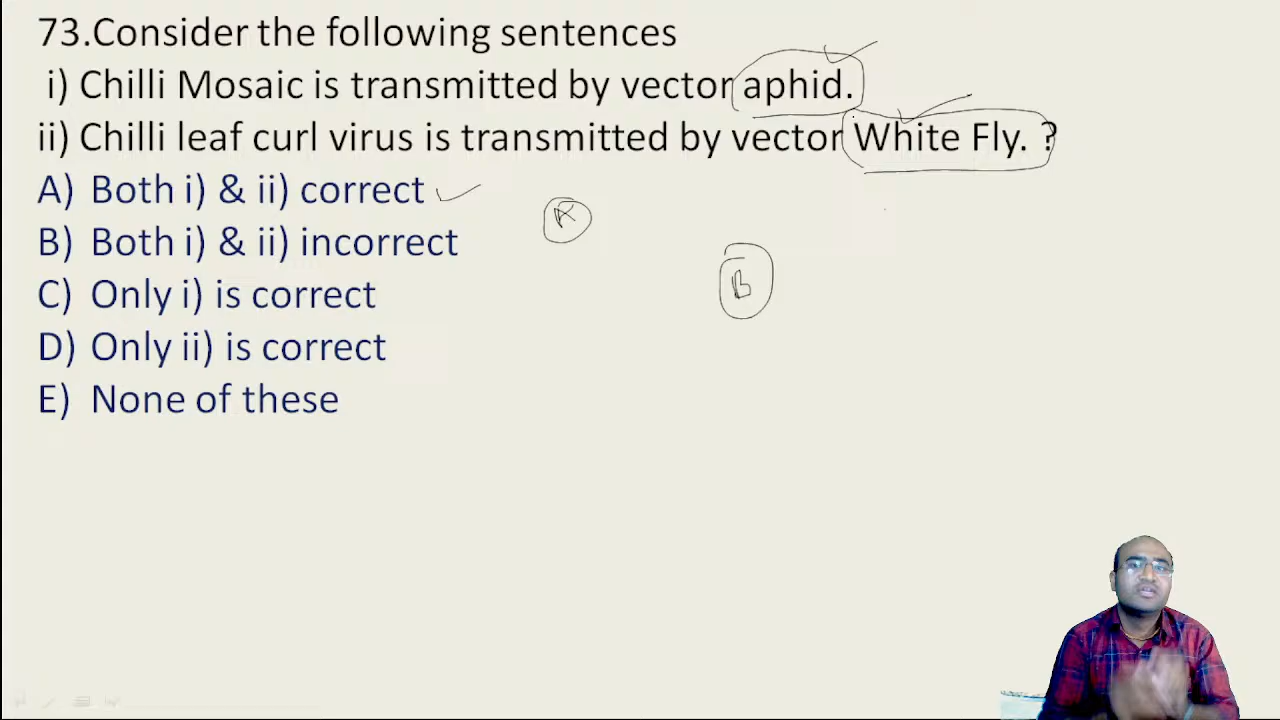 73.Consider the following sentences
i) Chilli Mosaic is transmitted by vector aphid.
ii) Chilli leaf curl virus is transmitted by vector White Fly. ?
A) Both i) & ii) correct
A
B) Both i) & ii) incorrect
B
C) Only i) is correct
D) Only ii) is correct
E) None of these